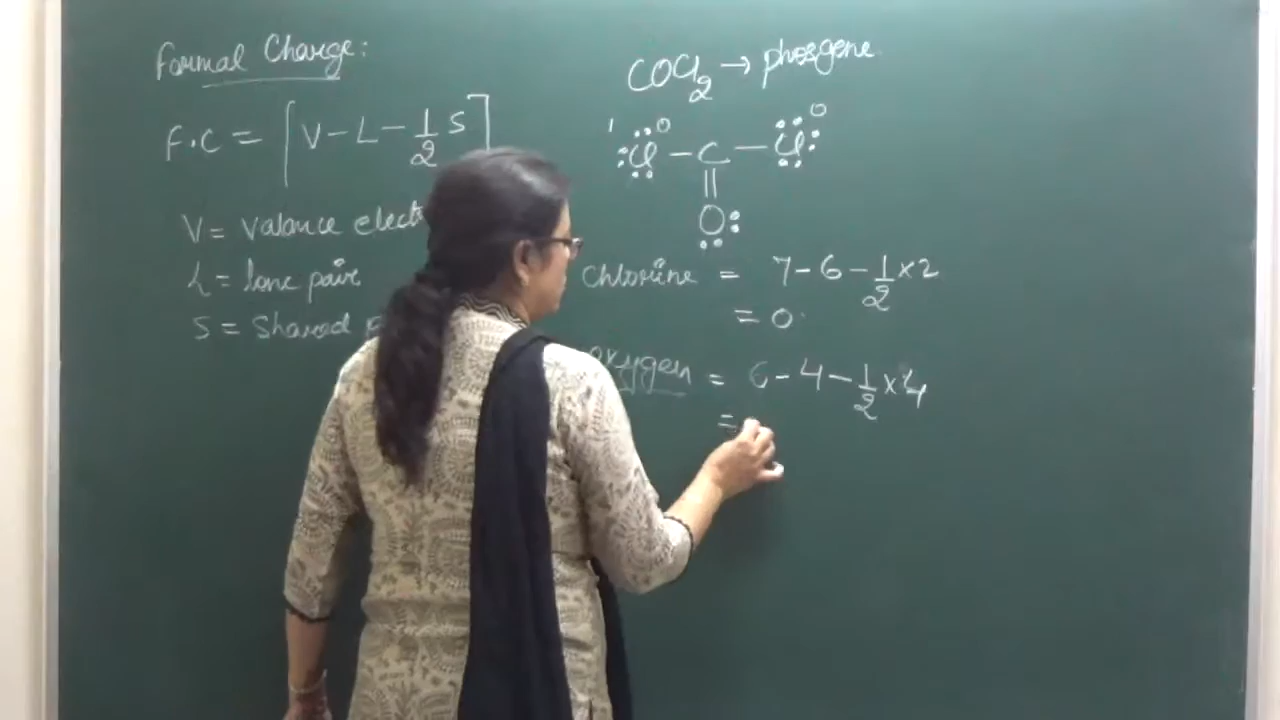 Formal Charge:
F.C = [V - L - 1/2 S]
V = Valance elect
L = lone pair
S = Shared
COCl2 → phosgene
:Cl - C - Cl:
||
O:
chlorine = 7 - 6 - 1/2 x 2
= 0
oxygen = 6 - 4 - 1/2 x 4
=